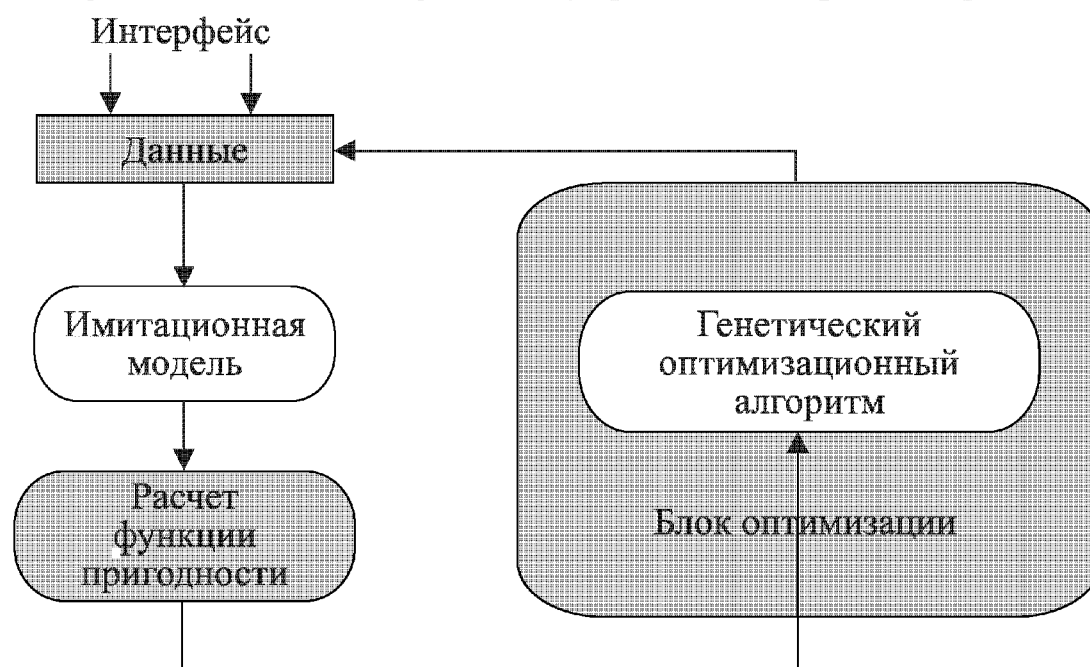 Интерфейс
Данные
Имитационная
модель
Расчет
функции
пригодности
Генетический
оптимизационный
алгоритм
Блок оптимизации